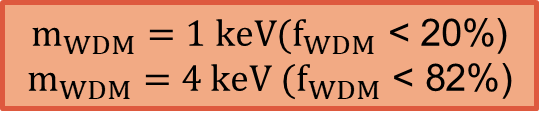 m_WDM = 1 keV(f_WDM < 20%)
m_WDM = 4 keV (f_WDM < 82%)